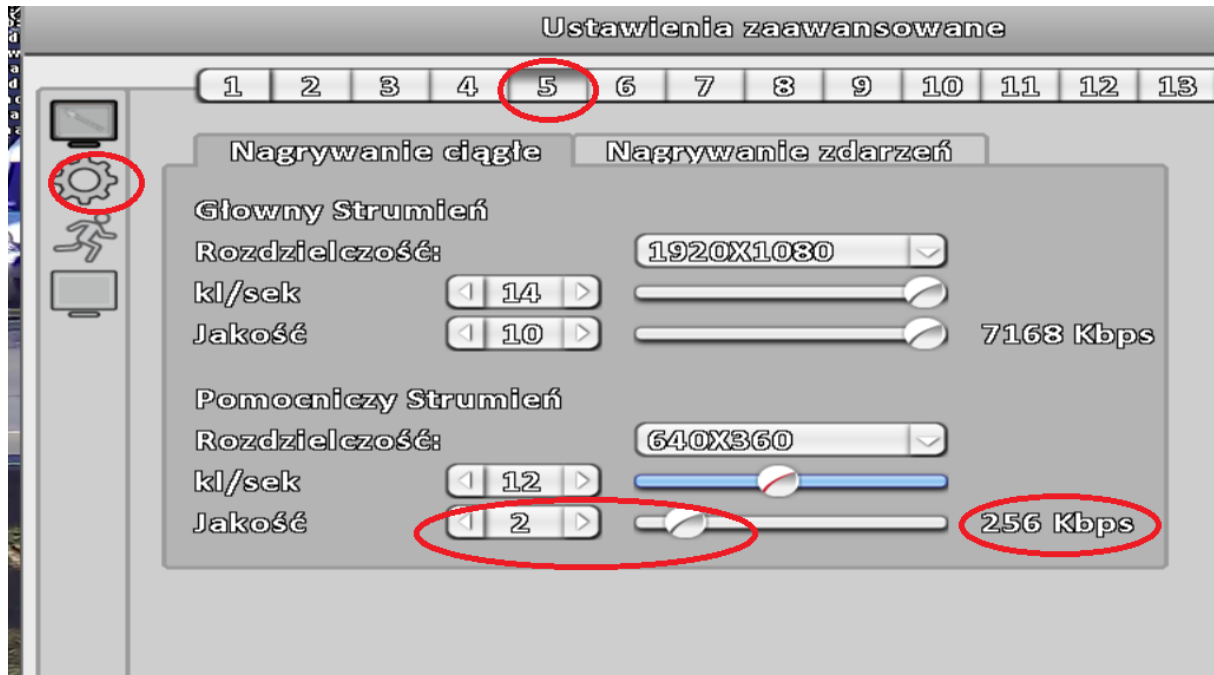 Ustawienia zaawansowane
1 2 3 4 5 6 7 8 9 10 11 12 13
Nagrywanie ciągłe Nagrywanie zdarzeń
Głowny Strumień
Rozdzielczość: 1920X1080
kl/sek 14
Jakość 10 7168 Kbps
Pomocniczy Strumień
Rozdzielczość: 640X360
kl/sek 12
Jakość 2 256 Kbps